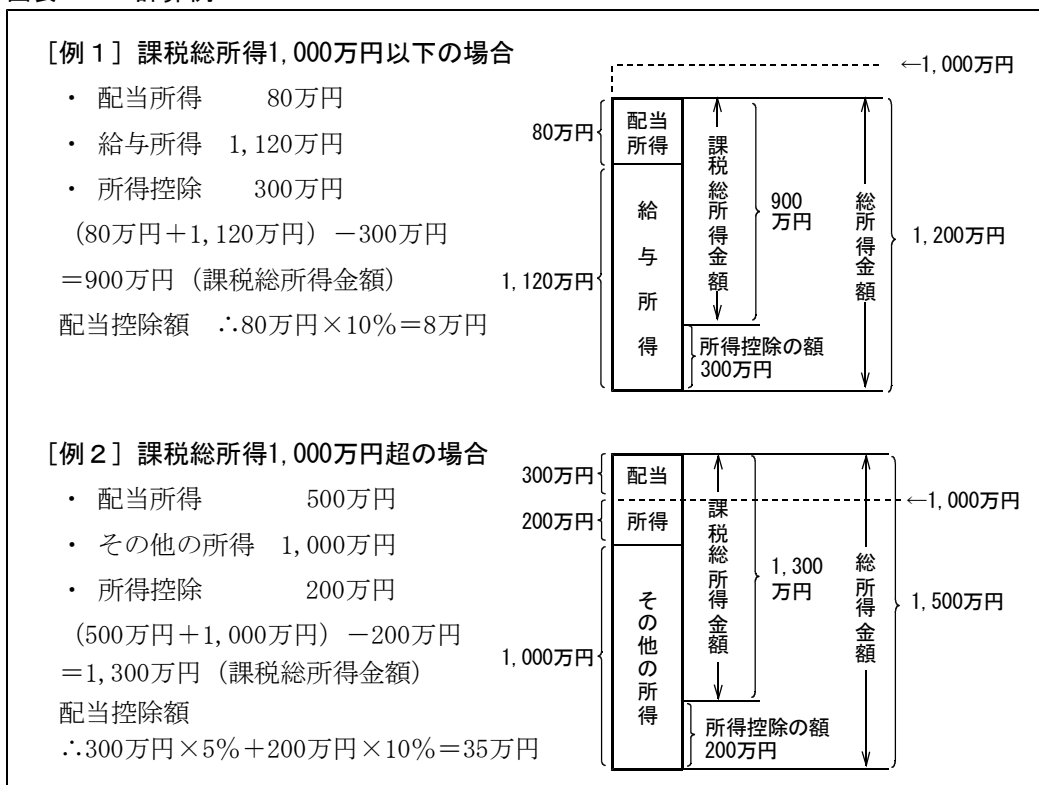 ［例１］課税総所得1,000万円以下の場合
・ 配当所得 80万円
・ 給与所得 1,120万円
・ 所得控除 300万円
（80万円＋1,120万円）－300万円
＝900万円（課税総所得金額）
配当控除額 ∴80万円×10％＝8万円
←1,000万円
80万円
配当
所得
給与所得
1,120万円
課税総所得金額
900
万円
所得控除の額
300万円
総所得金額
1,200万円
［例２］課税総所得1,000万円超の場合
・ 配当所得 500万円
・ その他の所得 1,000万円
・ 所得控除 200万円
（500万円＋1,000万円）－200万円
＝1,300万円（課税総所得金額）
配当控除額
∴300万円×5％＋200万円×10％＝35万円
300万円
配当
←1,000万円
200万円
所得
その他の所得
1,000万円
課税総所得金額
1,300
万円
所得控除の額
200万円
総所得金額
1,500万円